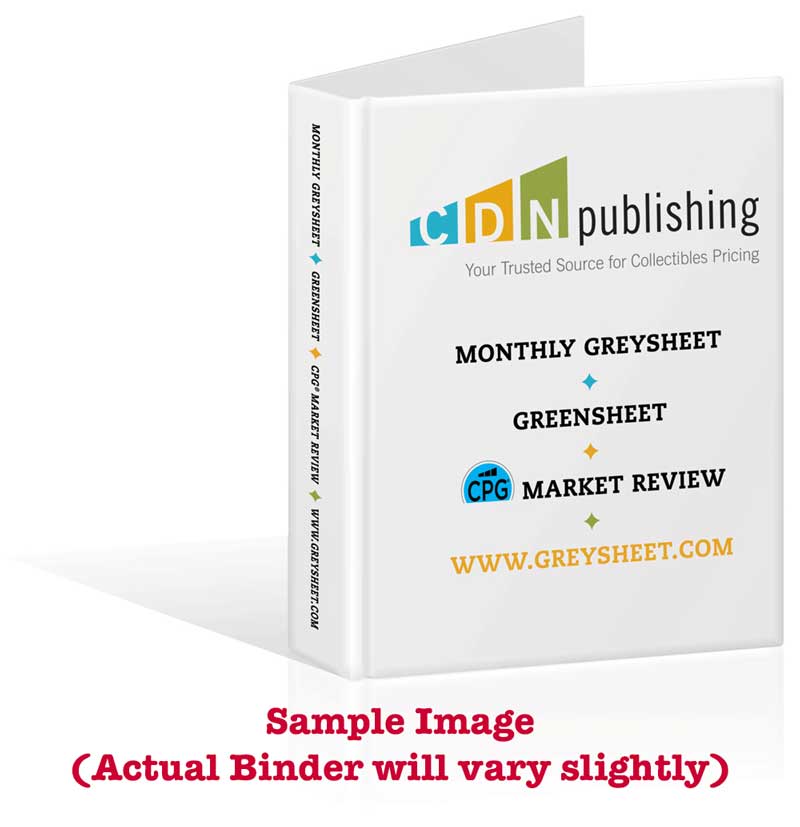 MONTHLY GREYSHEET ✦ GREENSHEET ✦ CPG® MARKET REVIEW ✦ WWW.GREYSHEET.COM
CDN publishing
Your Trusted Source for Collectibles Pricing
MONTHLY GREYSHEET
GREENSHEET
CPG® MARKET REVIEW
WWW.GREYSHEET.COM
Sample Image
(Actual Binder will vary slightly)